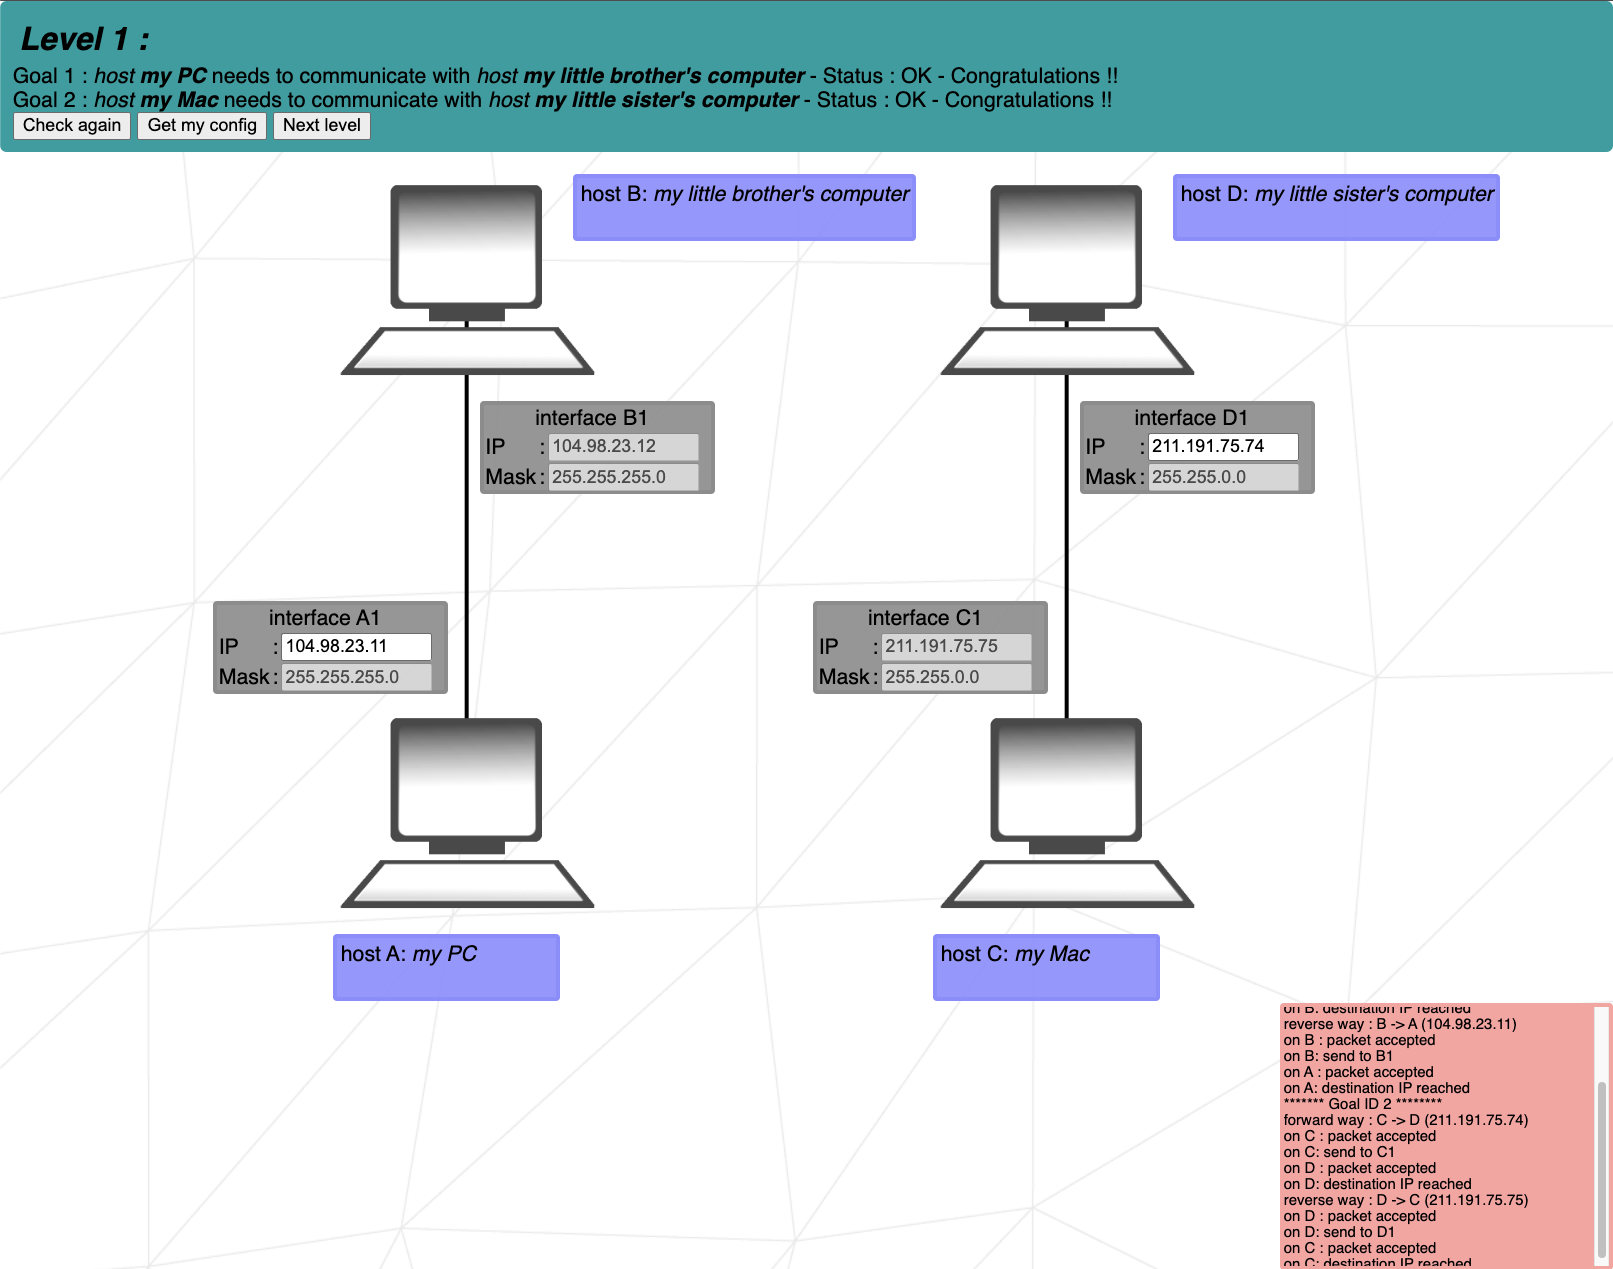 Level 1 :
Goal 1 : host my PC needs to communicate with host my little brother's computer - Status : OK - Congratulations !!
Goal 2 : host my Mac needs to communicate with host my little sister's computer - Status : OK - Congratulations !!
Check again Get my config Next level
host B: my little brother's computer
host D: my little sister's computer
interface B1
IP : 104.98.23.12
Mask : 255.255.255.0
interface D1
IP : 211.191.75.74
Mask : 255.255.0.0
interface A1
IP : 104.98.23.11
Mask : 255.255.255.0
interface C1
IP : 211.191.75.75
Mask : 255.255.0.0
host A: my PC
host C: my Mac
on B: destination IP reached
reverse way : B -> A (104.98.23.11)
on B : packet accepted
on B: send to B1
on A : packet accepted
on A: destination IP reached
******* Goal ID 2 ********
forward way : C -> D (211.191.75.74)
on C : packet accepted
on C: send to C1
on D : packet accepted
on D: destination IP reached
reverse way : D -> C (211.191.75.75)
on D : packet accepted
on D: send to D1
on C : packet accepted
on C: destination IP reached